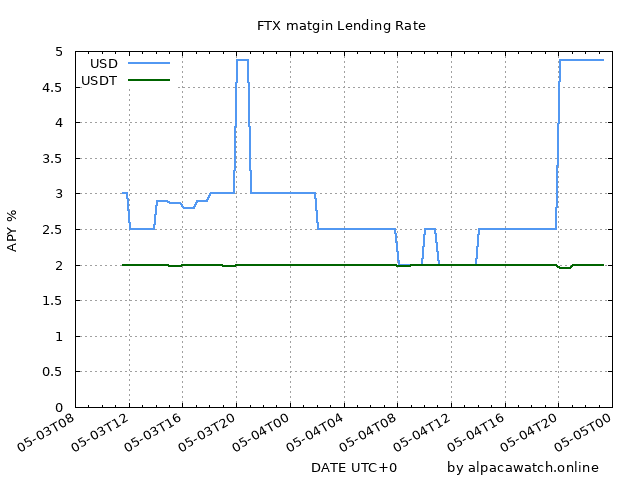 FTX matgin Lending Rate
USD
USDT
5
4.5
4
3.5
3
2.5
2
1.5
1
0.5
0
APY %
05-03T08
05-03T12
05-03T16
05-03T20
05-04T00
05-04T04
05-04T08
05-04T12
05-04T16
05-04T20
05-05T00
DATE UTC+0
by alpacawatch.online